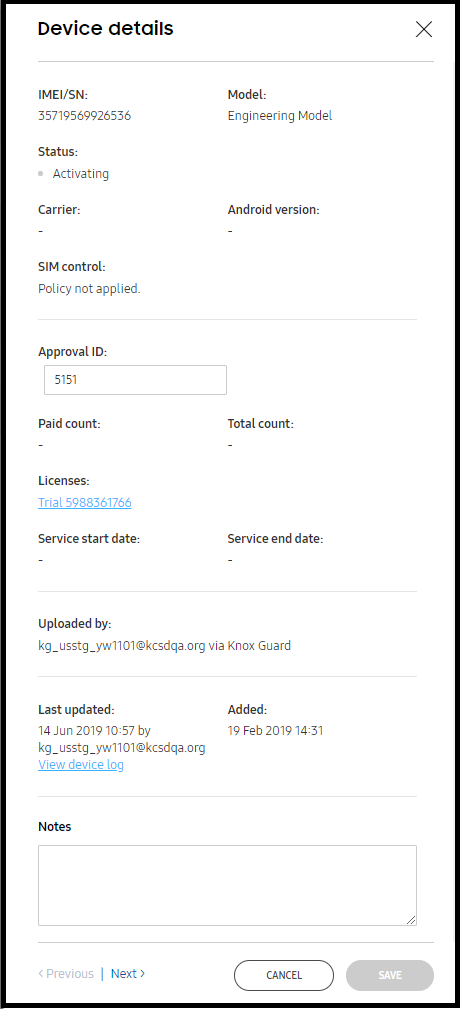 Device details
IMEI/SN: Model:
35719569926536 Engineering Model
Status:
Activating
Carrier: Android version:
- -
SIM control:
Policy not applied.
Approval ID:
5151
Paid count: Total count:
- -
Licenses:
Trial 5988361766
Service start date: Service end date:
- -
Uploaded by:
kg_usstg_yw1101@kcsdqa.org via Knox Guard
Last updated: Added:
14 Jun 2019 10:57 by 19 Feb 2019 14:31
kg_usstg_yw1101@kcsdqa.org
View device log
Notes
< Previous | Next > CANCEL SAVE